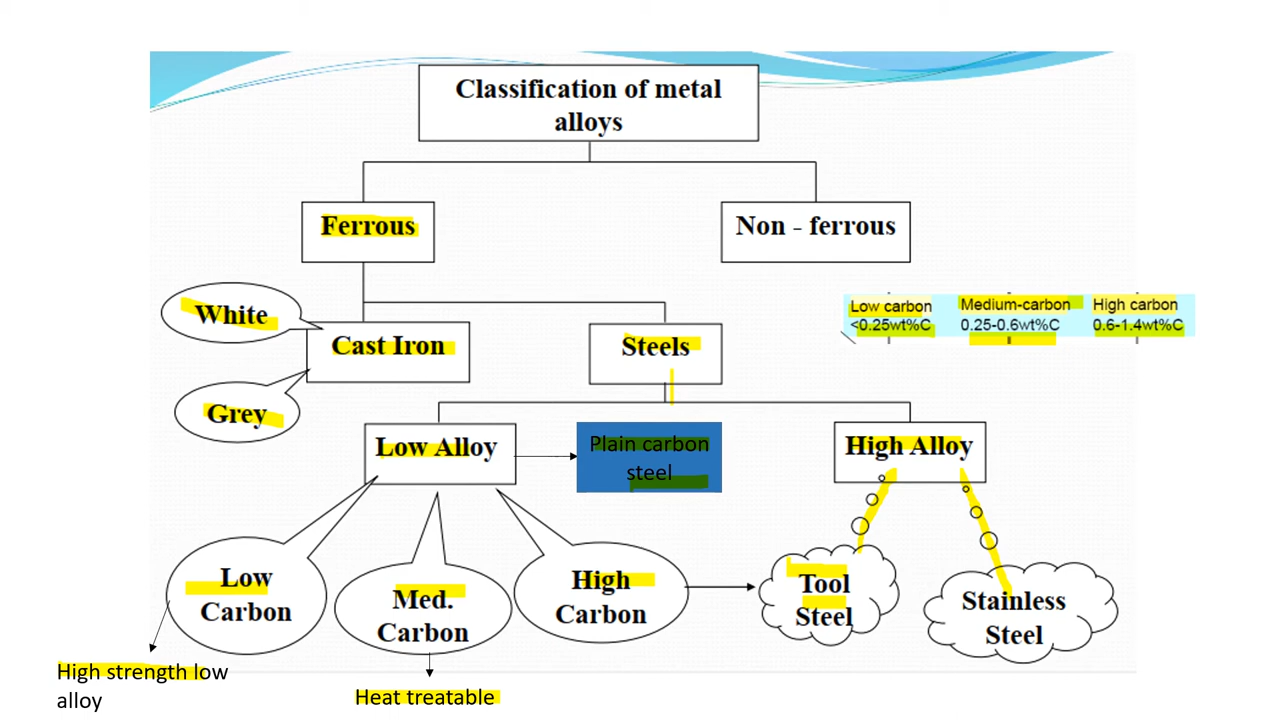 Classification of metal
alloys
Ferrous
Non - ferrous
White
Cast Iron
Grey
Steels
Low carbon
<0.25wt%C
Medium-carbon
0.25-0.6wt%C
High carbon
0.6-1.4wt%C
Low Alloy
Plain carbon
steel
High Alloy
Low
Carbon
Med.
Carbon
High
Carbon
Tool
Steel
Stainless
Steel
High strength low
alloy
Heat treatable